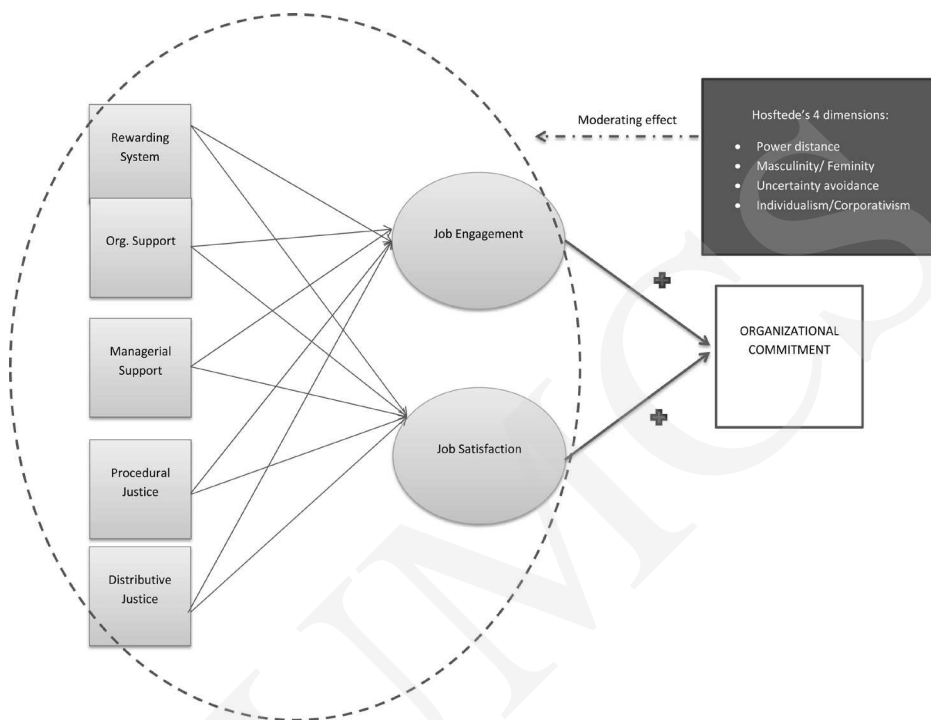 Rewarding
System
Org. Support
Managerial
Support
Procedural
Justice
Distributive
Justice
Job Engagement
Job Satisfaction
Moderating effect
Hosftede's 4 dimensions:
• Power distance
• Masculinity/ Feminity
• Uncertainty avoidance
• Individualism/Corporativism
ORGANIZATIONAL
COMMITMENT
UMCS